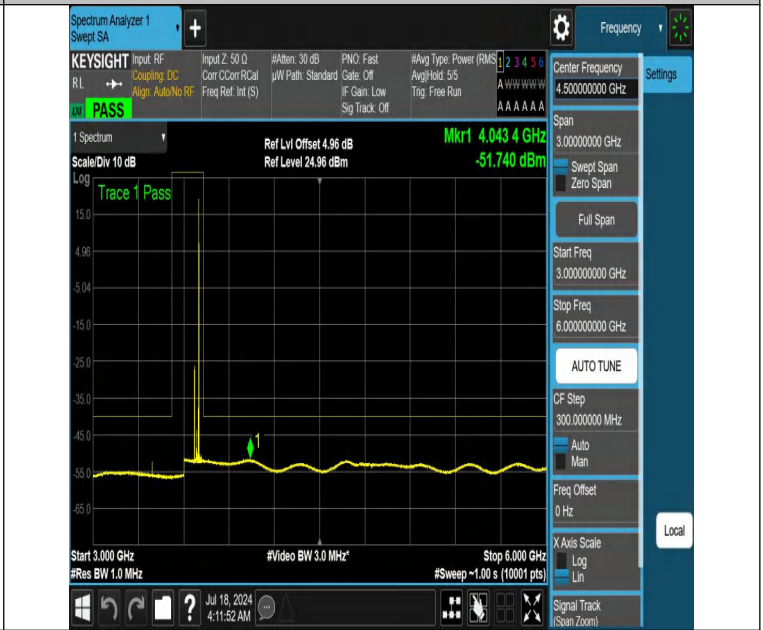 Spectrum Analyzer 1
Swept SA
+
Frequency
KEYSIGHT
RL
PASS
Input: RF
Coupling: DC
Align: Auto/No RF
Input Z: 50 Ω
Corr CCorr RCal
Freq Ref: Int (S)
#Atten: 30 dB
µW Path: Standard
PNO: Fast
Gate: Off
IF Gain: Low
Sig Track: Off
#Avg Type: Power (RMS
Avg|Hold: 5/5
Trig: Free Run
1 2 3 4 5 6
A W W W W W
A A A A A A
1 Spectrum
Scale/Div 10 dB
Ref Lvl Offset 4.96 dB
Ref Level 24.96 dBm
Mkr1 4.043 4 GHz
-51.740 dBm
Log
Trace 1 Pass
15.0
4.96
-5.04
-15.0
-25.0
-35.0
-45.0
-55.0
-65.0
1
Start 3.000 GHz
#Res BW 1.0 MHz
#Video BW 3.0 MHz*
Stop 6.000 GHz
#Sweep ~1.00 s (10001 pts)
?
Jul 18, 2024
4:11:52 AM
Center Frequency
4.500000000 GHz
Settings
Span
3.00000000 GHz
Swept Span
Zero Span
Full Span
Start Freq
3.000000000 GHz
Stop Freq
6.000000000 GHz
AUTO TUNE
CF Step
300.000000 MHz
Auto
Man
Freq Offset
0 Hz
X Axis Scale
Log
Lin
Local
Signal Track
(Span Zoom)